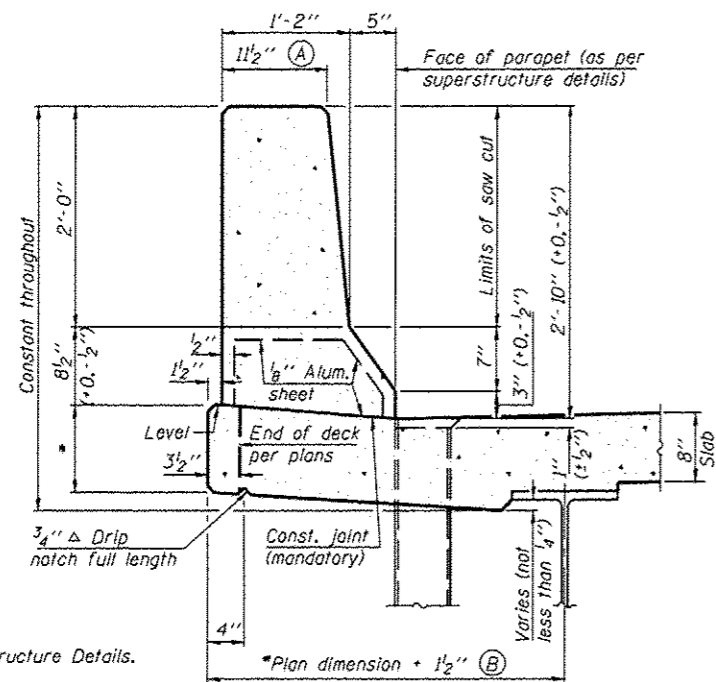 1'-2"
5"
11½" Ⓐ
Face of parapet (as per
superstructure details)
Constant throughout
2'-0"
8½"
(+0,-½")
*
Limits of saw cut
7"
3" (+0,-½")
2'-10" (+0,-½")
½"
1½"
⅛" Alum.
sheet
Level
End of deck
per plans
3½"
1"
(±½")
8"
Slab
¾" Δ Drip
notch full length
Const. joint
(mandatory)
Varies (not
less than ¼")
4"
ructure Details.
*Plan dimension + 1½" Ⓑ